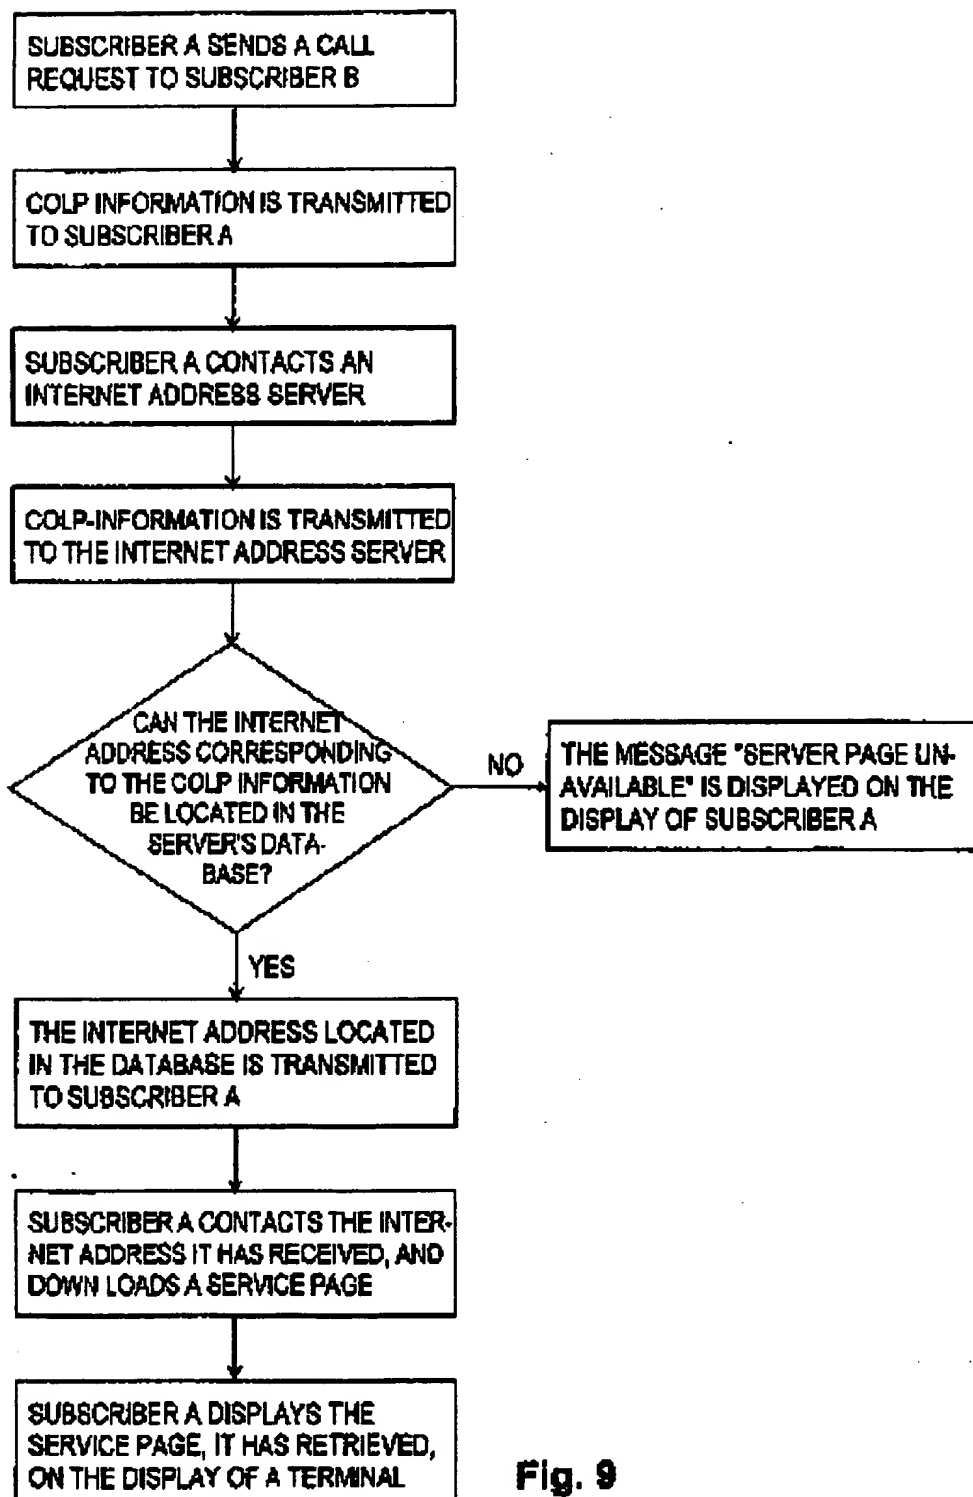 SUBSCRIBER A SENDS A CALL
REQUEST TO SUBSCRIBER B
COLP INFORMATION IS TRANSMITTED
TO SUBSCRIBER A
SUBSCRIBER A CONTACTS AN
INTERNET ADDRESS SERVER
COLP-INFORMATION IS TRANSMITTED
TO THE INTERNET ADDRESS SERVER
CAN THE INTERNET
ADDRESS CORRESPONDING
TO THE COLP INFORMATION
BE LOCATED IN THE
SERVER'S DATA-
BASE?
NO
THE MESSAGE "SERVER PAGE UN-
AVAILABLE" IS DISPLAYED ON THE
DISPLAY OF SUBSCRIBER A
YES
THE INTERNET ADDRESS LOCATED
IN THE DATABASE IS TRANSMITTED
TO SUBSCRIBER A
SUBSCRIBER A CONTACTS THE INTER-
NET ADDRESS IT HAS RECEIVED, AND
DOWN LOADS A SERVICE PAGE
SUBSCRIBER A DISPLAYS THE
SERVICE PAGE, IT HAS RETRIEVED,
ON THE DISPLAY OF A TERMINAL
Fig. 9